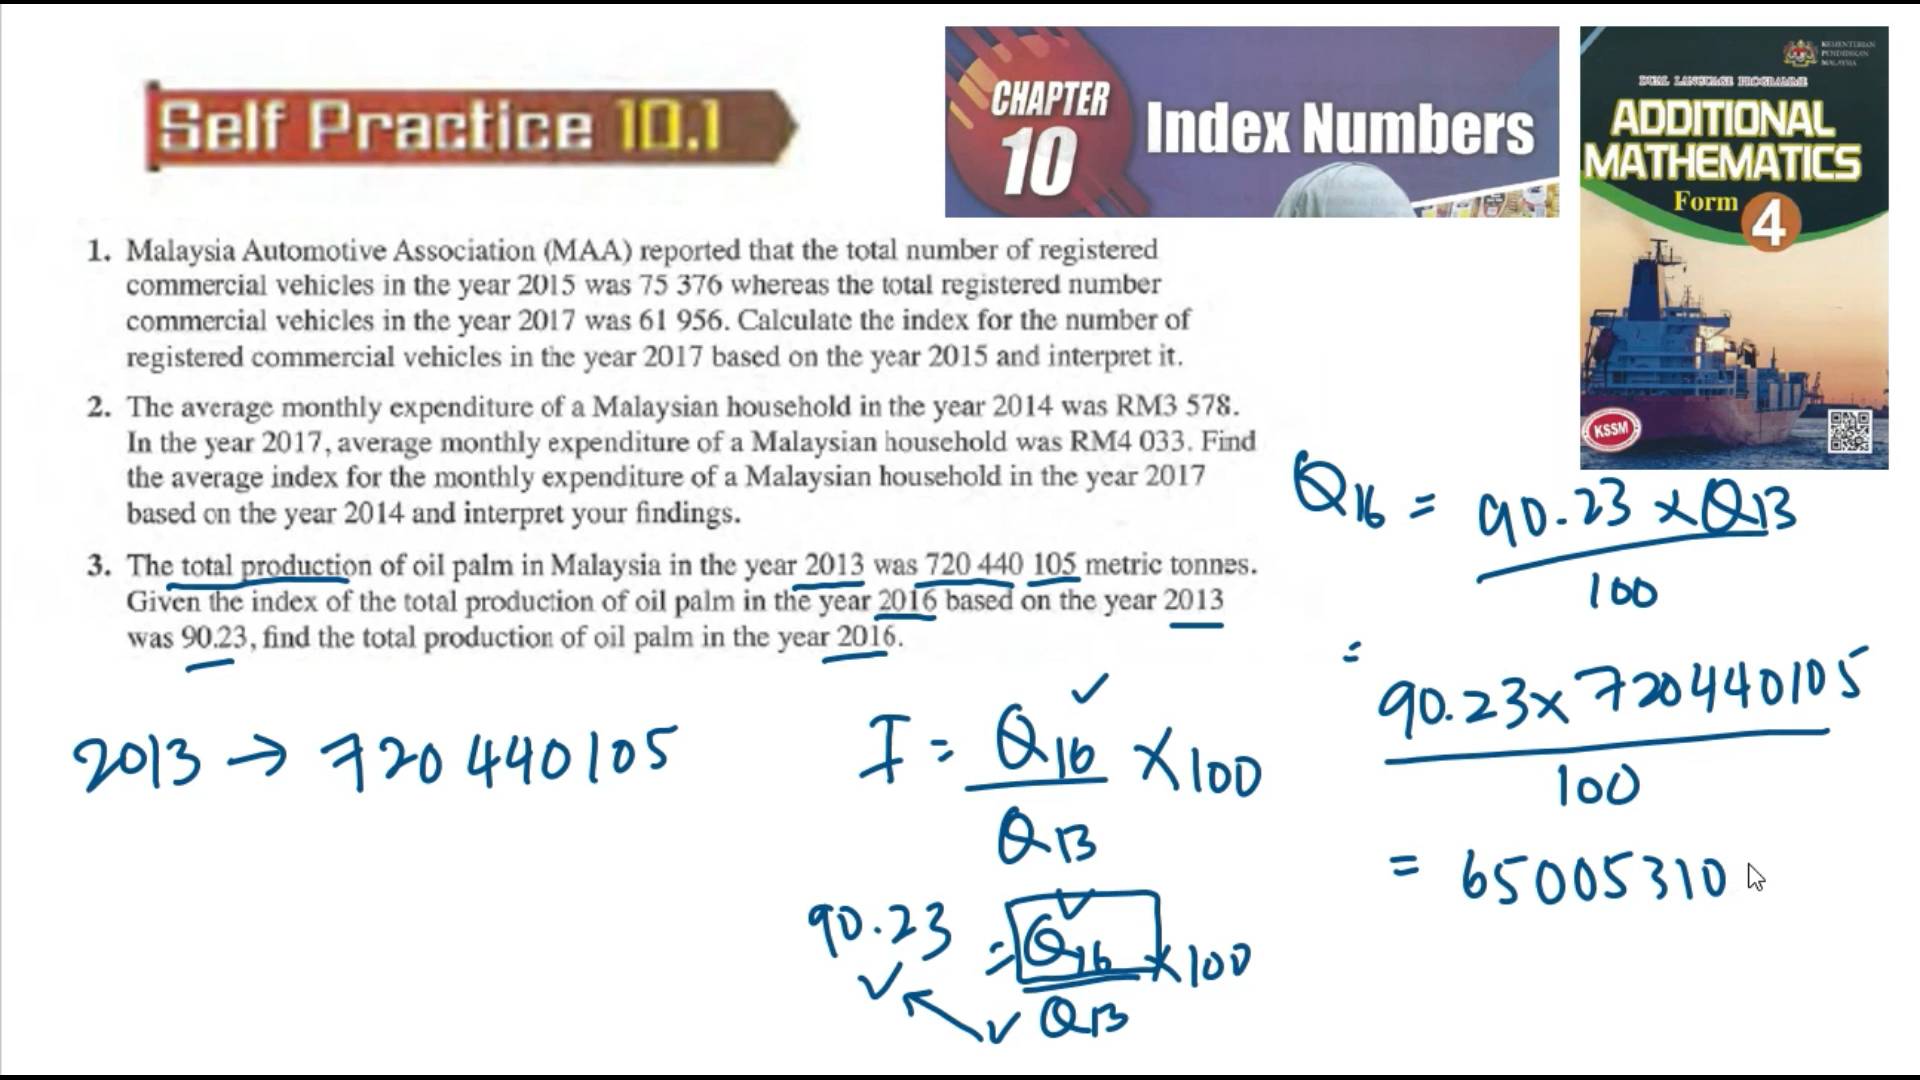 Self Practice 10.1
CHAPTER
10
Index Numbers
KEMENTERIAN
PENDIDIKAN
MALAYSIA
DUAL LANGUAGE PROGRAMME
ADDITIONAL
MATHEMATICS
Form 4
KSSM
1. Malaysia Automotive Association (MAA) reported that the total number of registered
commercial vehicles in the year 2015 was 75 376 whereas the total registered number
commercial vehicles in the year 2017 was 61 956. Calculate the index for the number of
registered commercial vehicles in the year 2017 based on the year 2015 and interpret it.
2. The average monthly expenditure of a Malaysian household in the year 2014 was RM3 578.
In the year 2017, average monthly expenditure of a Malaysian household was RM4 033. Find
the average index for the monthly expenditure of a Malaysian household in the year 2017
based on the year 2014 and interpret your findings.
3. The total production of oil palm in Malaysia in the year 2013 was 720 440 105 metric tonnes.
Given the index of the total production of oil palm in the year 2016 based on the year 2013
was 90.23, find the total production of oil palm in the year 2016.
2013 → 720 440105
I = Q16 × 100
Q13
90.23 = Q16 × 100
Q13
Q16 = 90.23 × Q13
100
= 90.23 × 720440105
100
= 65005310